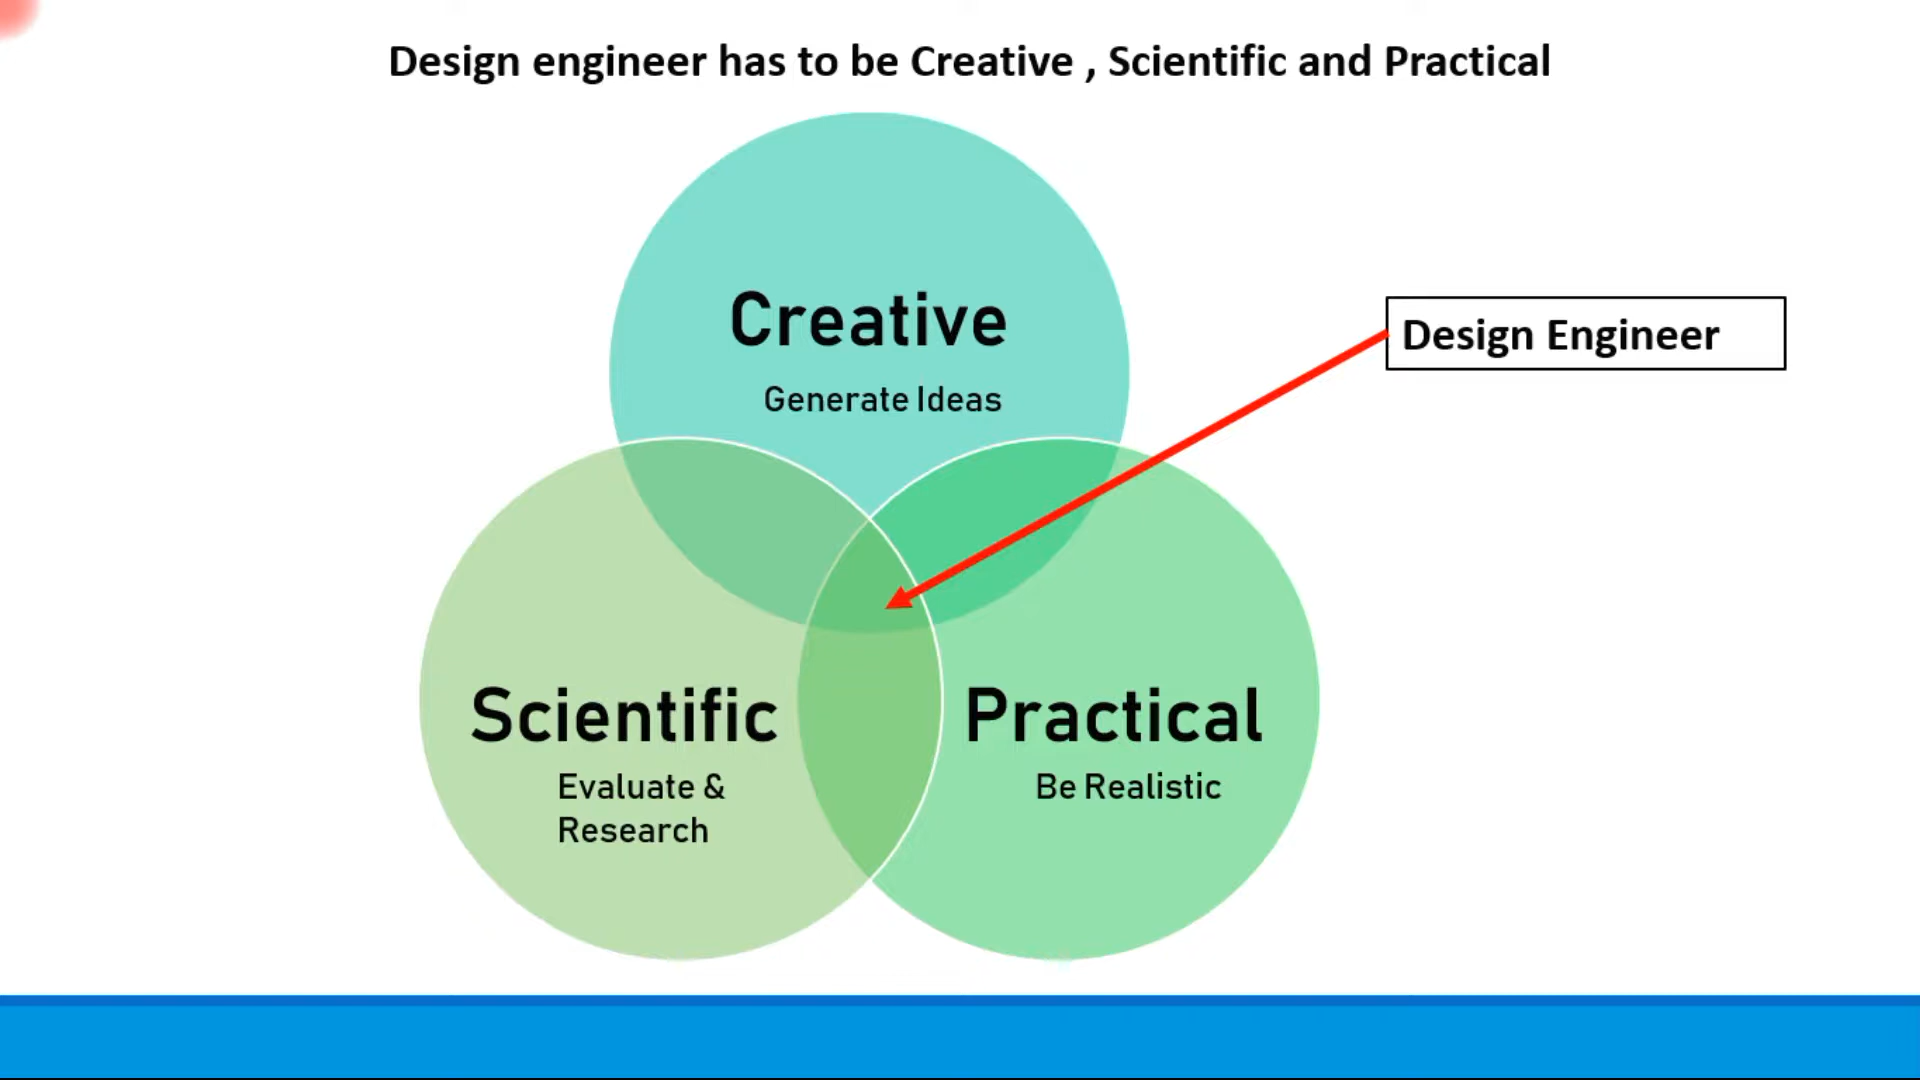 Design engineer has to be Creative , Scientific and Practical
Creative
Generate Ideas
Design Engineer
Scientific
Evaluate &
Research
Practical
Be Realistic